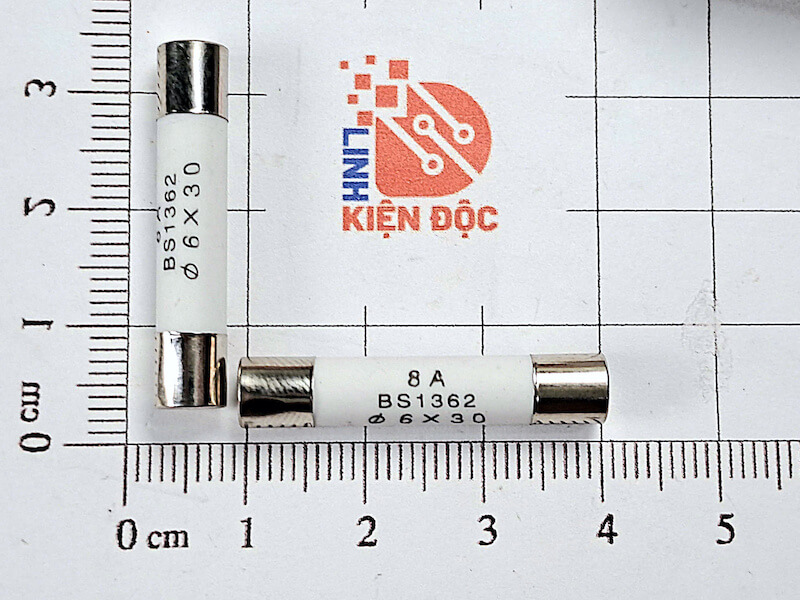 3
2
1
0 cm
BS1362
Ø 6 X 30
LINH
KIỆN ĐỘC
8 A
BS1362
Ø 6 X 30
0 cm
1
2
3
4
5